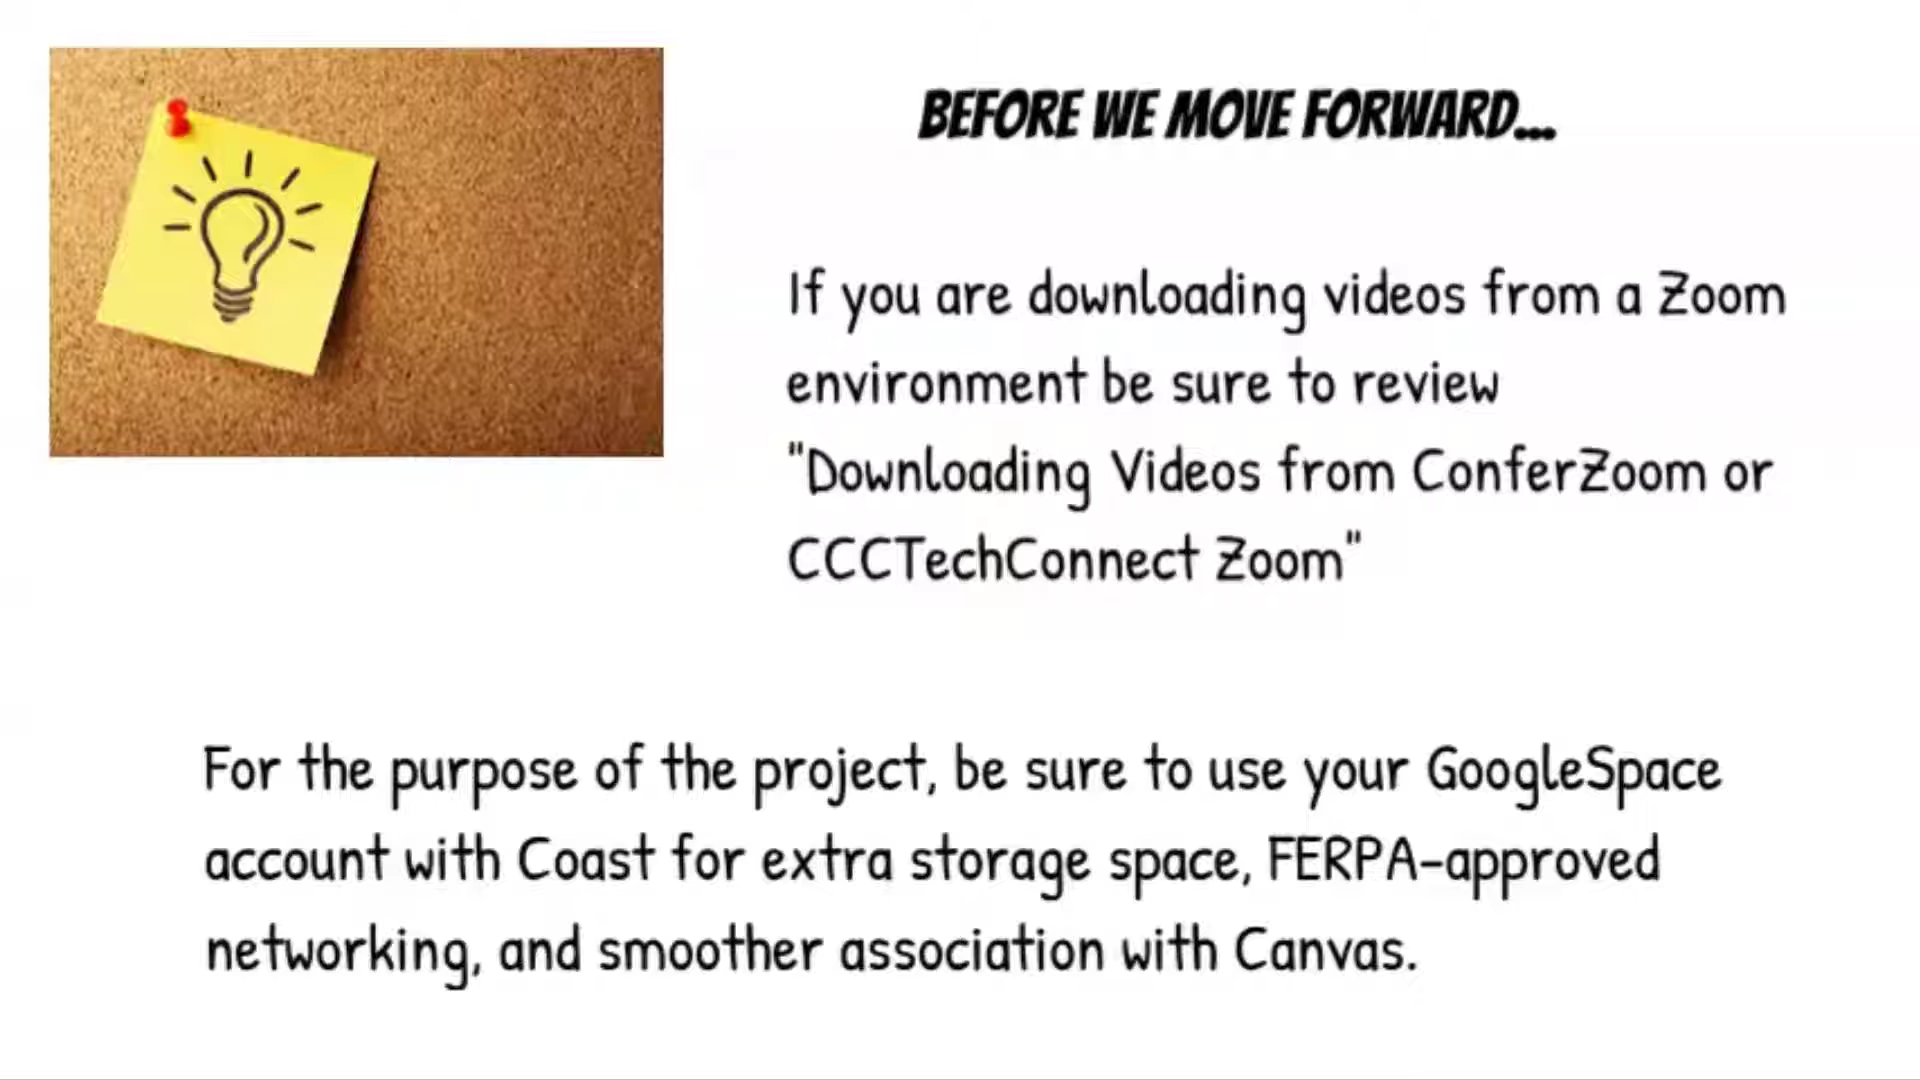 BEFORE WE MOVE FORWARD...
If you are downloading videos from a Zoom
environment be sure to review
"Downloading Videos from ConferZoom or
CCCTechConnect Zoom"
For the purpose of the project, be sure to use your GoogleSpace
account with Coast for extra storage space, FERPA-approved
networking, and smoother association with Canvas.